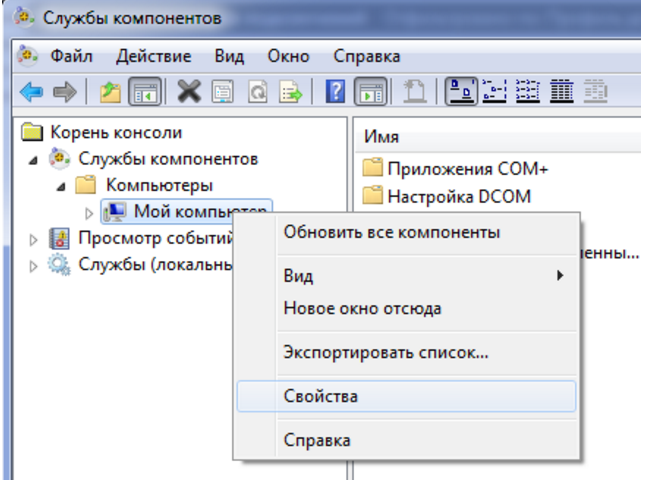 Службы компонентов
Файл Действие Вид Окно Справка
Корень консоли
Службы компонентов
Компьютеры
Мой компьютер
Просмотр событий
Службы (локальны
Имя
Приложения COM+
Настройка DCOM
енны...
Обновить все компоненты
Вид
Новое окно отсюда
Экспортировать список...
Свойства
Справка